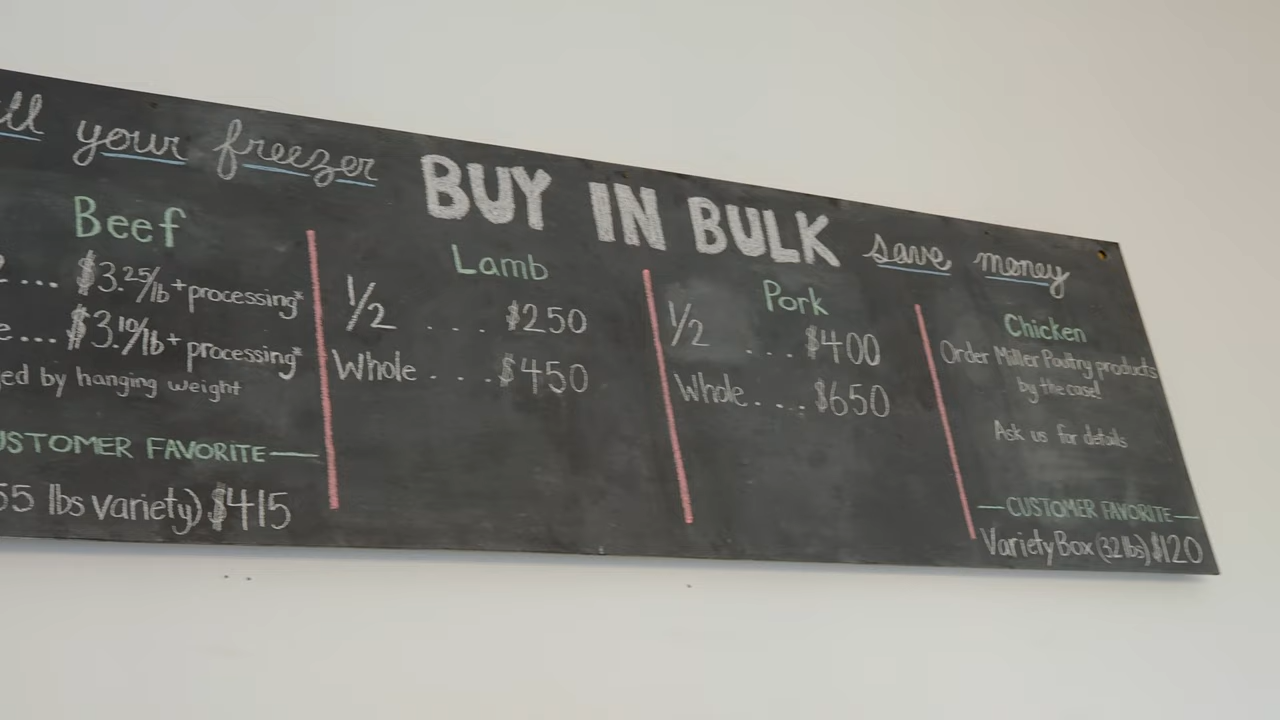 your freezer BUY IN BULK save money
Beef
... $3.25/lb + processing*
... $3.10/lb + processing*
by hanging weight
CUSTOMER FAVORITE
55 lbs variety) $415
Lamb
1/2 .... $250
Whole .... $450
Pork
1/2 ... $400
Whole.... $650
Chicken
Order Miller Poultry products
by the case!
Ask us for details
CUSTOMER FAVORITE
Variety Box (32 lbs) $120